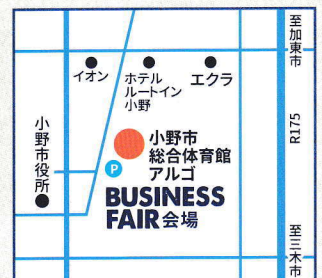 至加東市
イオン
ホテル
ルートイン
小野
エクラ
R175
小野市役所
小野市
総合体育館
アルゴ
P
BUSINESS
FAIR会場
至三木市